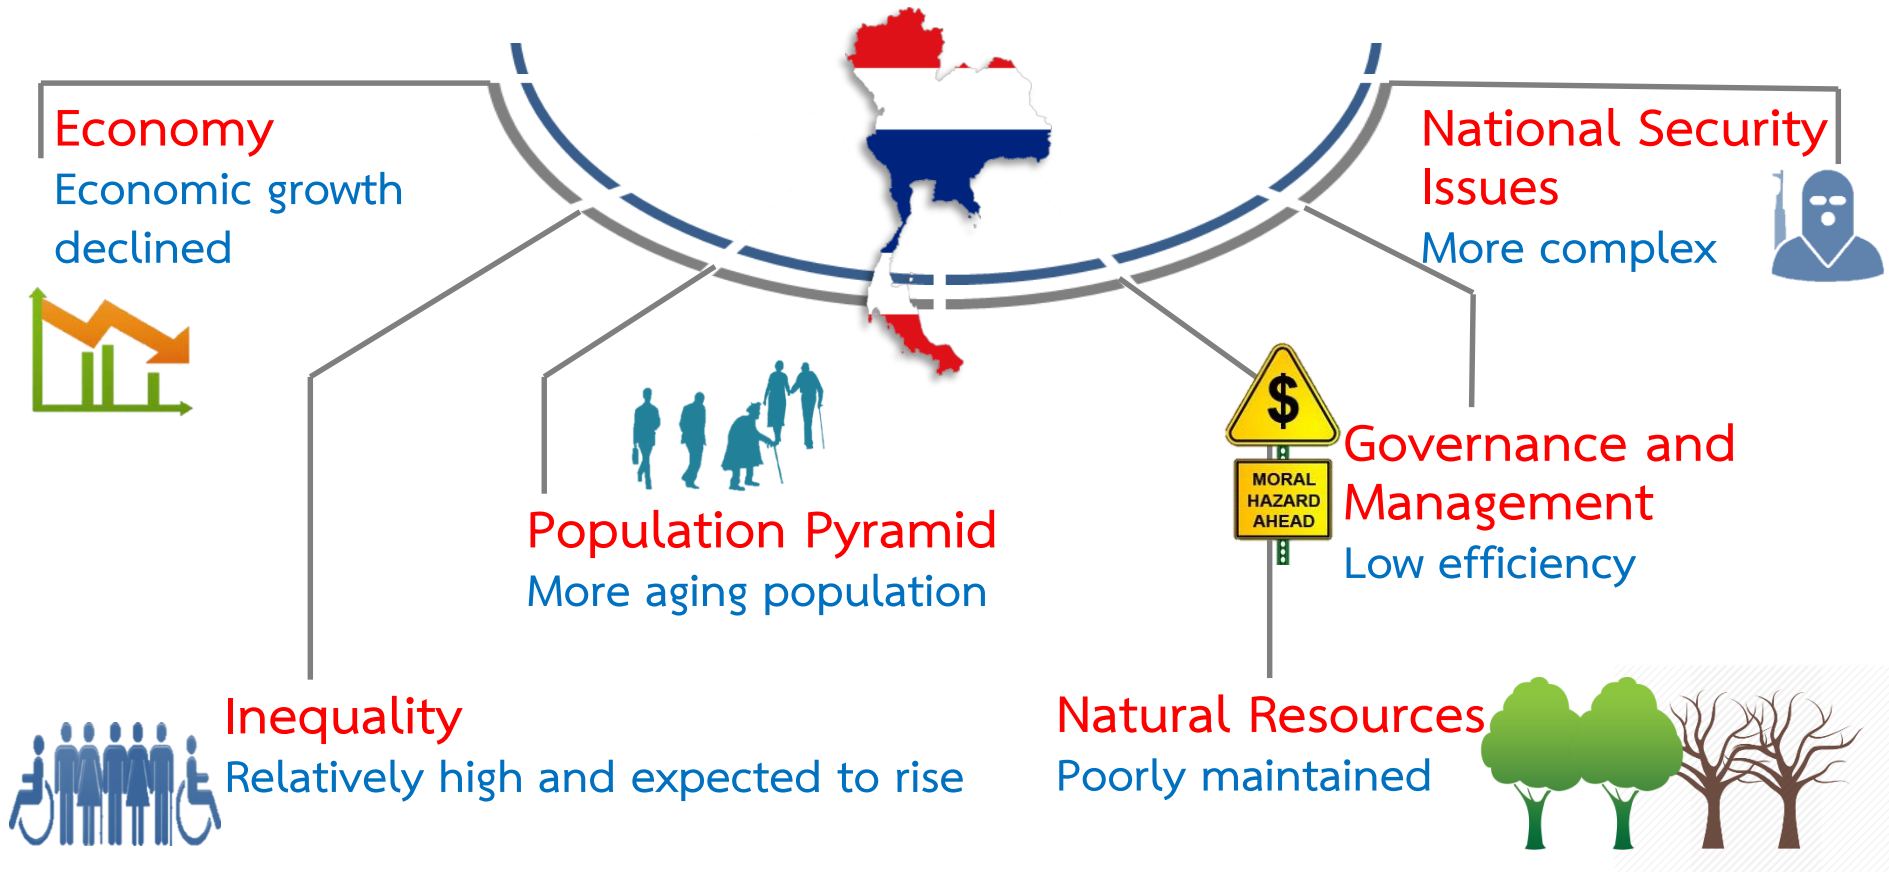 Economy
Economic growth
declined
National Security
Issues
More complex
$
MORAL
HAZARD
AHEAD
Governance and
Management
Low efficiency
Population Pyramid
More aging population
Inequality
Relatively high and expected to rise
Natural Resources
Poorly maintained